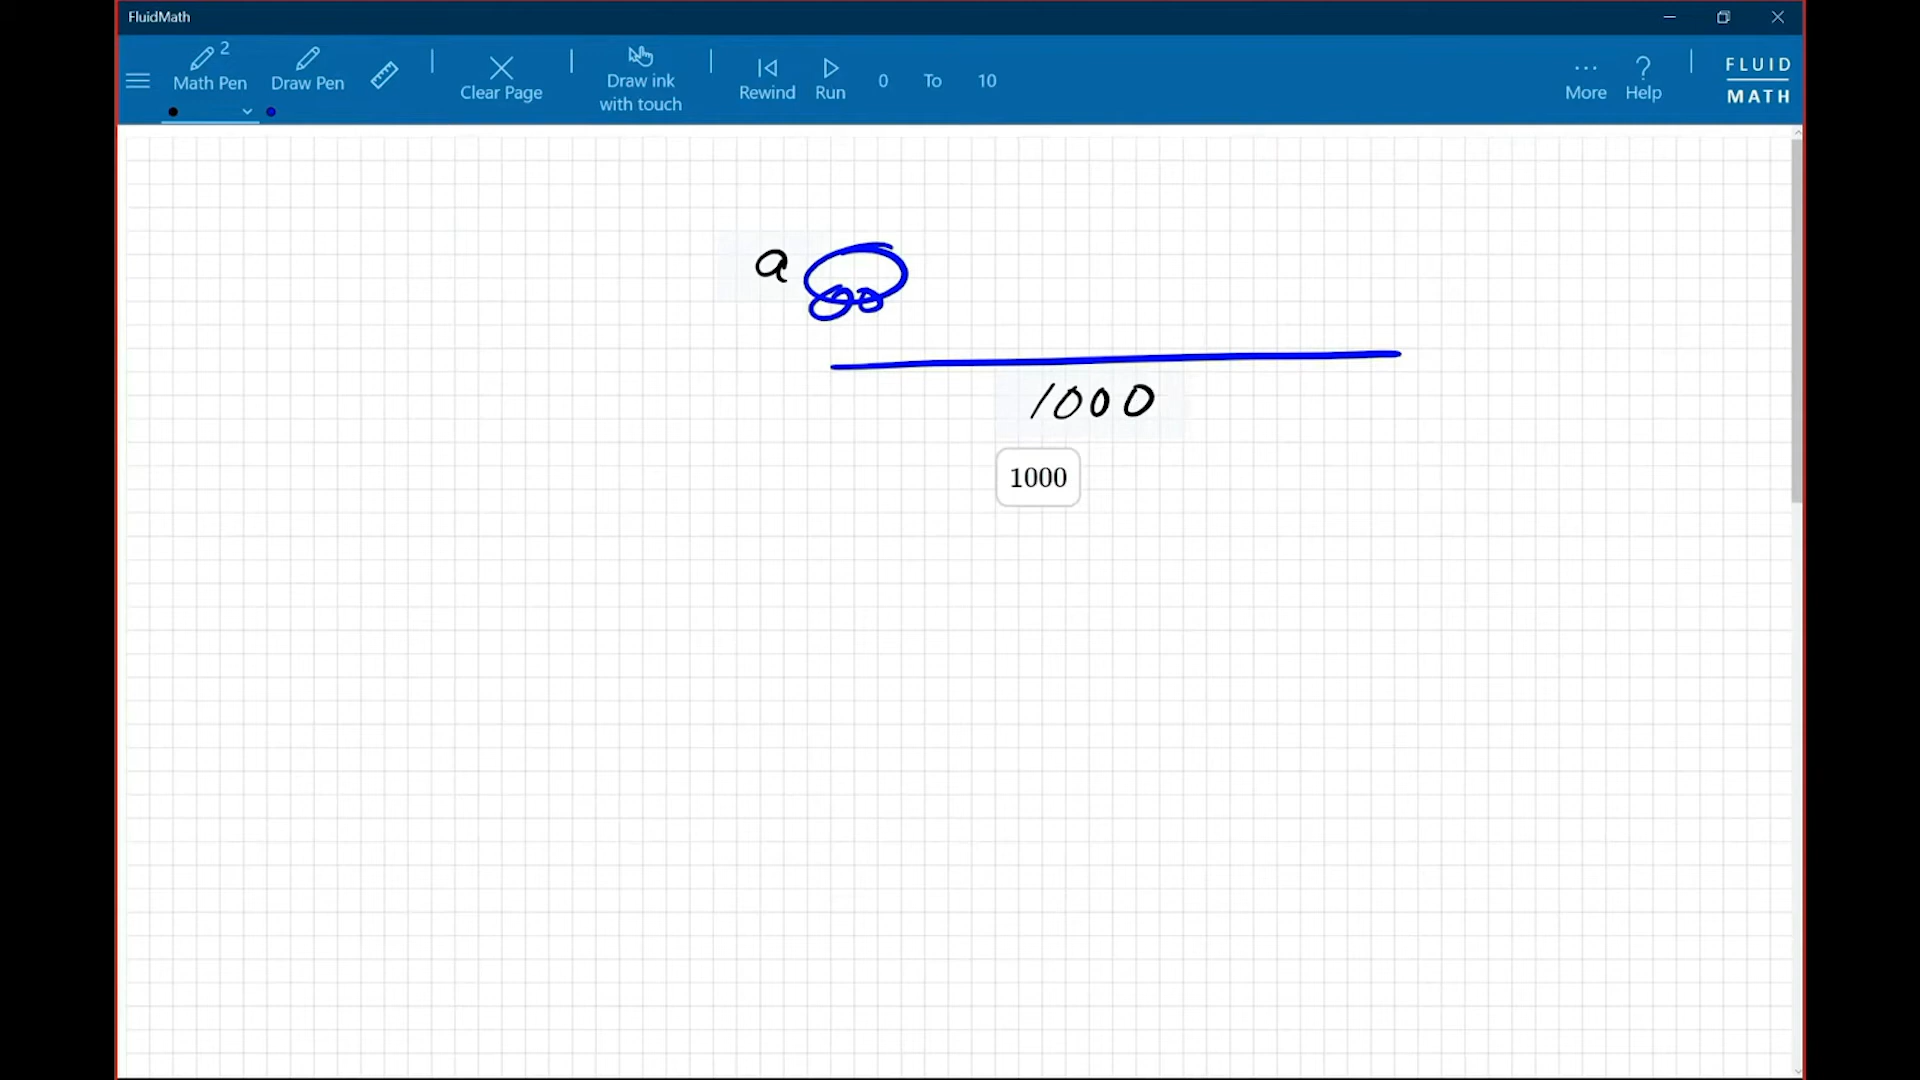 FluidMath
2
Math Pen Draw Pen Clear Page Draw ink with touch Rewind Run 0 To 10 More Help FLUID MATH
a
1000
1000